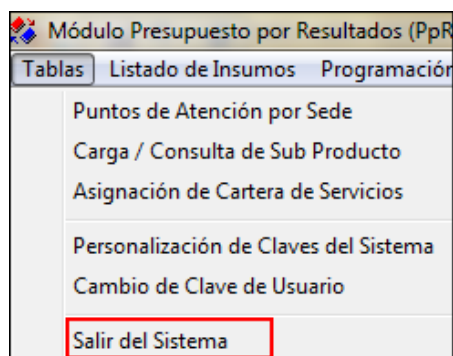 Módulo Presupuesto por Resultados (PpR
Tablas Listado de Insumos Programación
Puntos de Atención por Sede
Carga / Consulta de Sub Producto
Asignación de Cartera de Servicios
Personalización de Claves del Sistema
Cambio de Clave de Usuario
Salir del Sistema